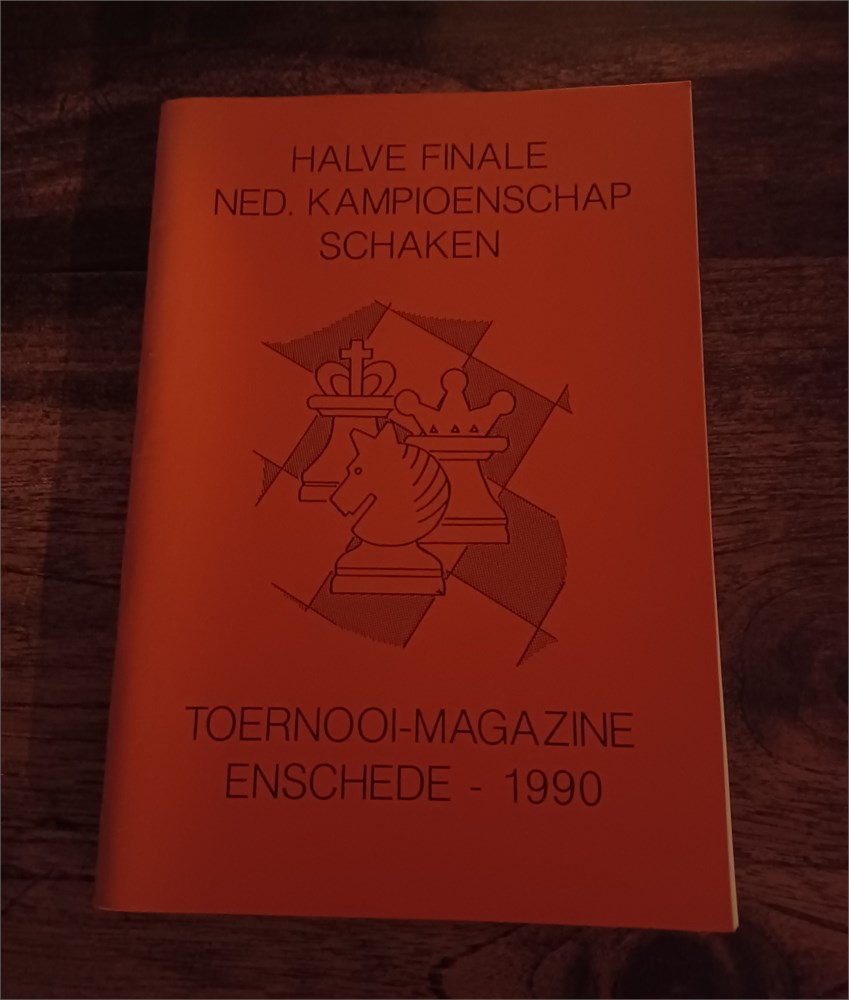 HALVE FINALE
NED. KAMPIOENSCHAP
SCHAKEN
TOERNOOI-MAGAZINE
ENSCHEDE - 1990